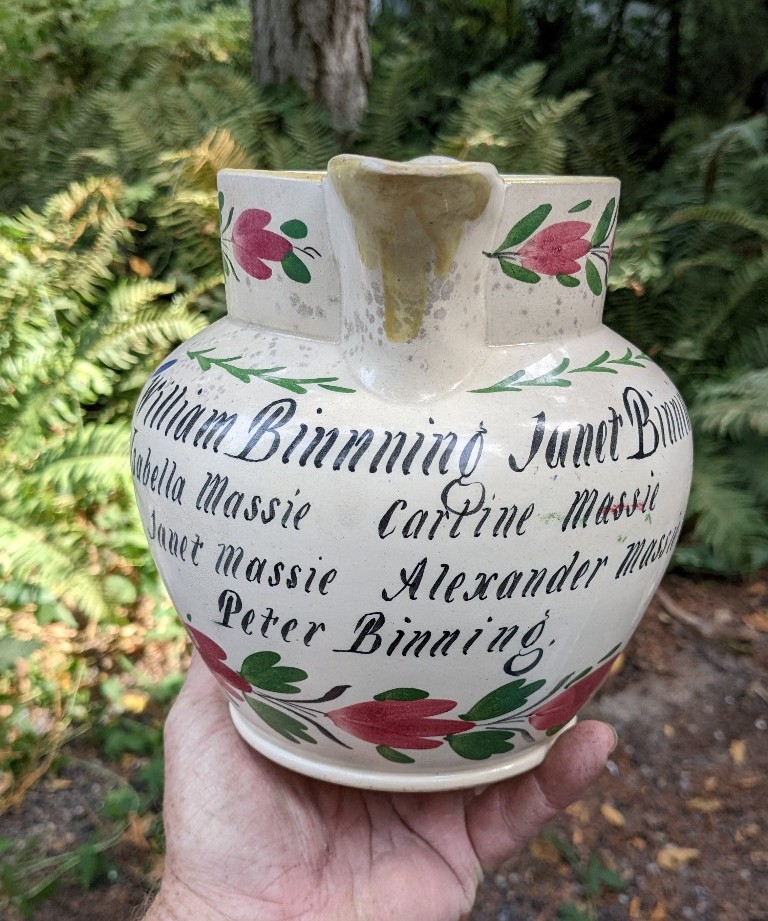 William Binnning Janet Binn
abella Massie Carline Massie
Janet Massie Alexander Massi
Peter Binning.